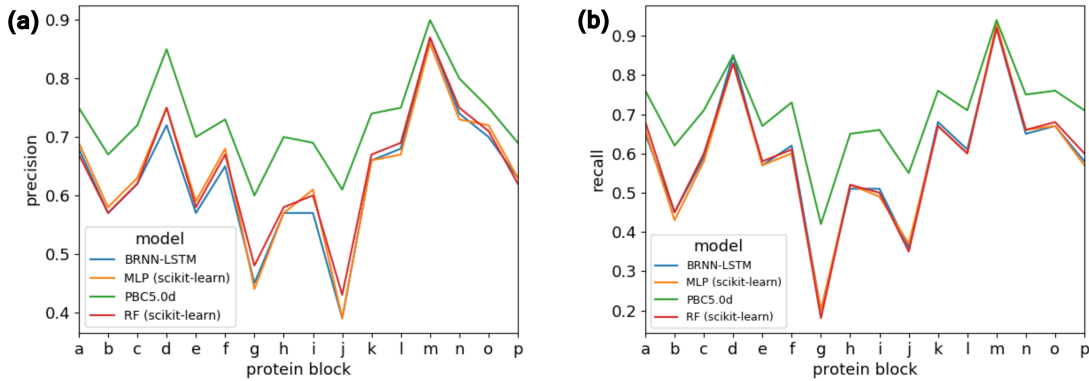 (a)
precision
0.9
0.8
0.7
0.6
0.5
0.4
model
BRNN-LSTM
MLP (scikit-learn)
PBC5.0d
RF (scikit-learn)
a b c d e f g h i j k l m n o p
protein block
(b)
recall
0.9
0.8
0.7
0.6
0.5
0.4
0.3
0.2
model
BRNN-LSTM
MLP (scikit-learn)
PBC5.0d
RF (scikit-learn)
a b c d e f g h i j k l m n o p
protein block